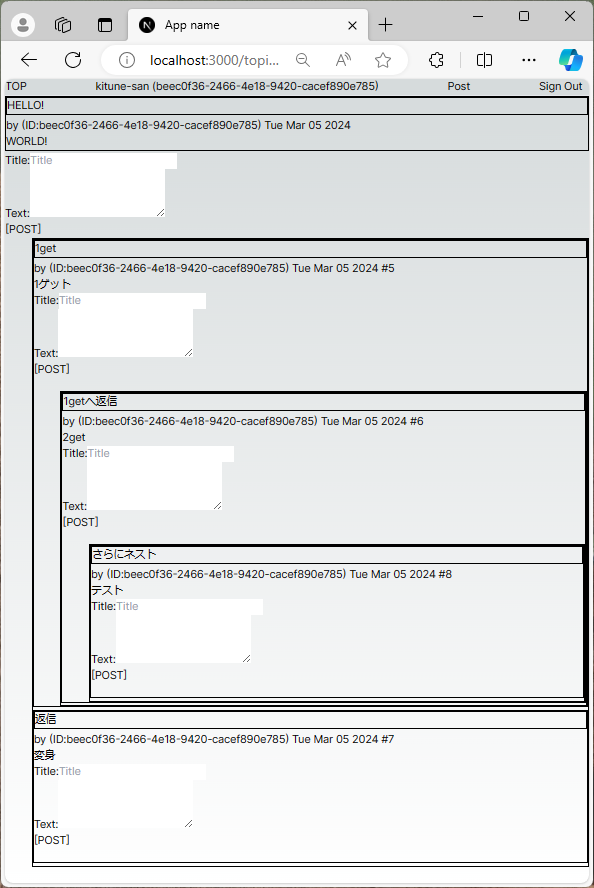 App name
localhost:3000/topi...
TOP kitune-san (beec0f36-2466-4e18-9420-cacef890e785) Post Sign Out
HELLO!
by (ID:beec0f36-2466-4e18-9420-cacef890e785) Tue Mar 05 2024
WORLD!
Title:Title
Text:
[POST]
1get
by (ID:beec0f36-2466-4e18-9420-cacef890e785) Tue Mar 05 2024 #5
1ゲット
Title:Title
Text:
[POST]
1getへ返信
by (ID:beec0f36-2466-4e18-9420-cacef890e785) Tue Mar 05 2024 #6
2get
Title:Title
Text:
[POST]
さらにネスト
by (ID:beec0f36-2466-4e18-9420-cacef890e785) Tue Mar 05 2024 #8
テスト
Title:Title
Text:
[POST]
返信
by (ID:beec0f36-2466-4e18-9420-cacef890e785) Tue Mar 05 2024 #7
変身
Title:Title
Text:
[POST]